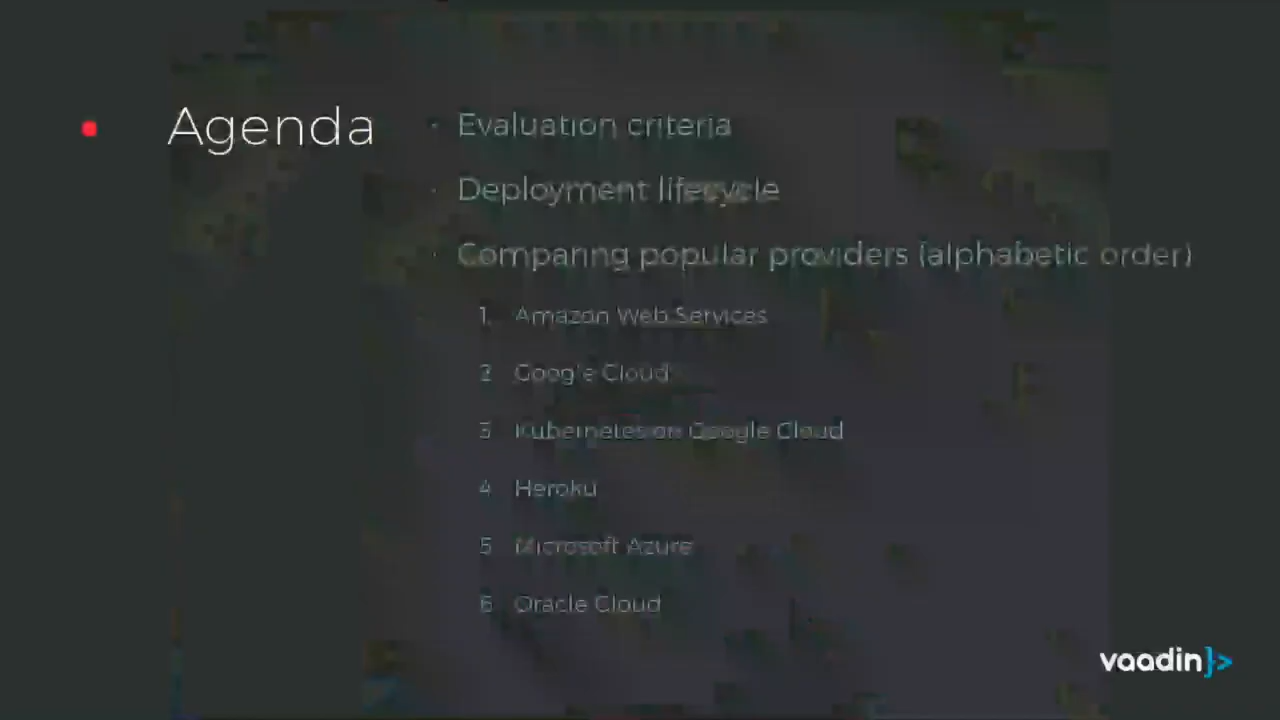 Agenda
· Evaluation criteria
· Deployment lifecycle
· Comparing popular providers (alphabetic order)
1. Amazon Web Services
2. Google Cloud
3. Kubernetes on Google Cloud
4. Heroku
5. Microsoft Azure
6. Oracle Cloud
vaadin}>